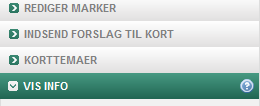 REDIGER MARKER
INDSEND FORSLAG TIL KORT
KORTTEMAER
VIS INFO
?